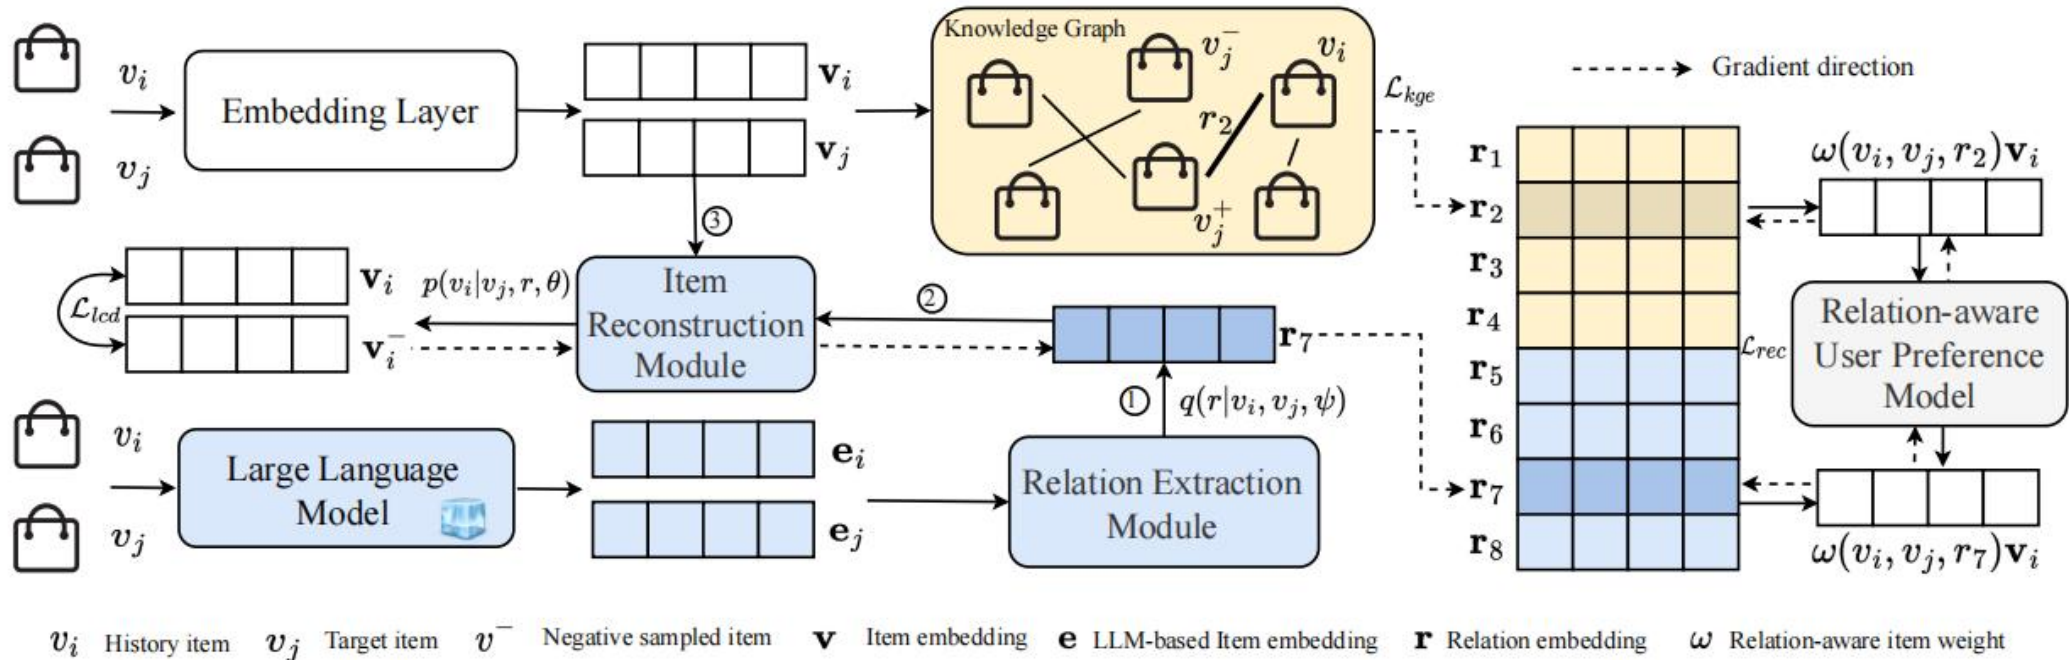 v_i
v_j
Embedding Layer
𝐯_i
𝐯_j
Knowledge Graph
v_j^-
v_i
r_2
v_j^+
ℒ_kge
Gradient direction
𝐫_1
𝐫_2
𝐫_3
𝐫_4
𝐫_5
𝐫_6
𝐫_7
𝐫_8
ω(v_i, v_j, r_2)𝐯_i
Relation-aware
User Preference
Model
ℒ_rec
ω(v_i, v_j, r_7)𝐯_i
③
ℒ_lcd
𝐯_i
𝐯_i^-
p(v_i|v_j, r, θ)
Item
Reconstruction
Module
②
𝐫_7
①
q(r|v_i, v_j, ψ)
v_i
v_j
Large Language
Model
𝐞_i
𝐞_j
Relation Extraction
Module
v_i History item v_j Target item v^- Negative sampled item 𝐯 Item embedding 𝐞 LLM-based Item embedding 𝐫 Relation embedding ω Relation-aware item weight